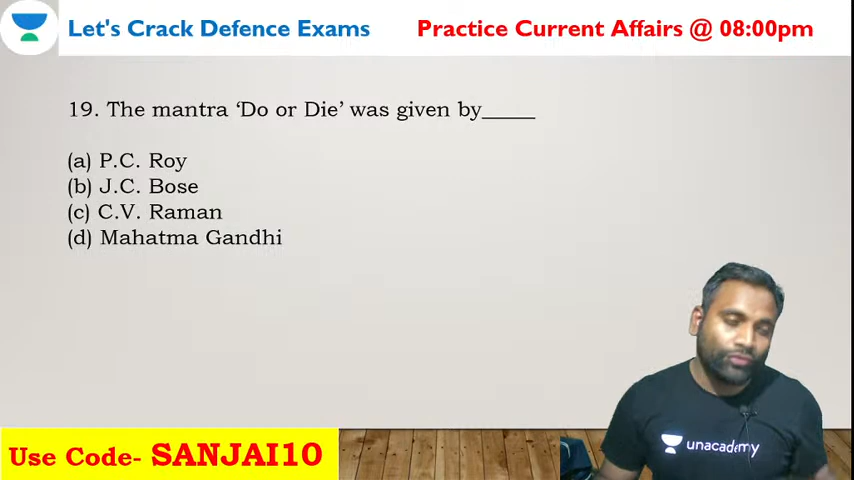 Let's Crack Defence Exams
Practice Current Affairs @ 08:00pm
19. The mantra ‘Do or Die’ was given by_____
(a) P.C. Roy
(b) J.C. Bose
(c) C.V. Raman
(d) Mahatma Gandhi
unacademy
Use Code- SANJAI10